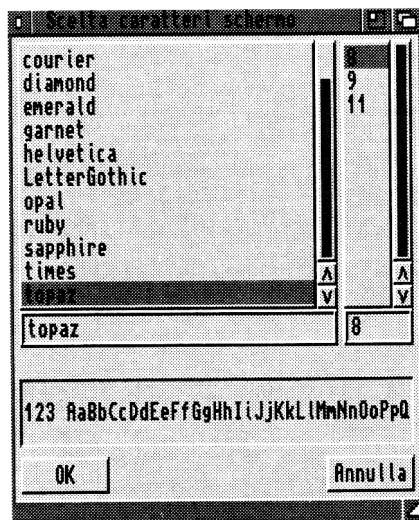 Scelta caratteri schermo
courier
diamond
emerald
garnet
helvetica
LetterGothic
opal
ruby
sapphire
times
topaz
8
9
11
topaz
8
123 AaBbCcDdEeFfGgHhIiJjKkLlMmNnOoPpQ
OK
Annulla